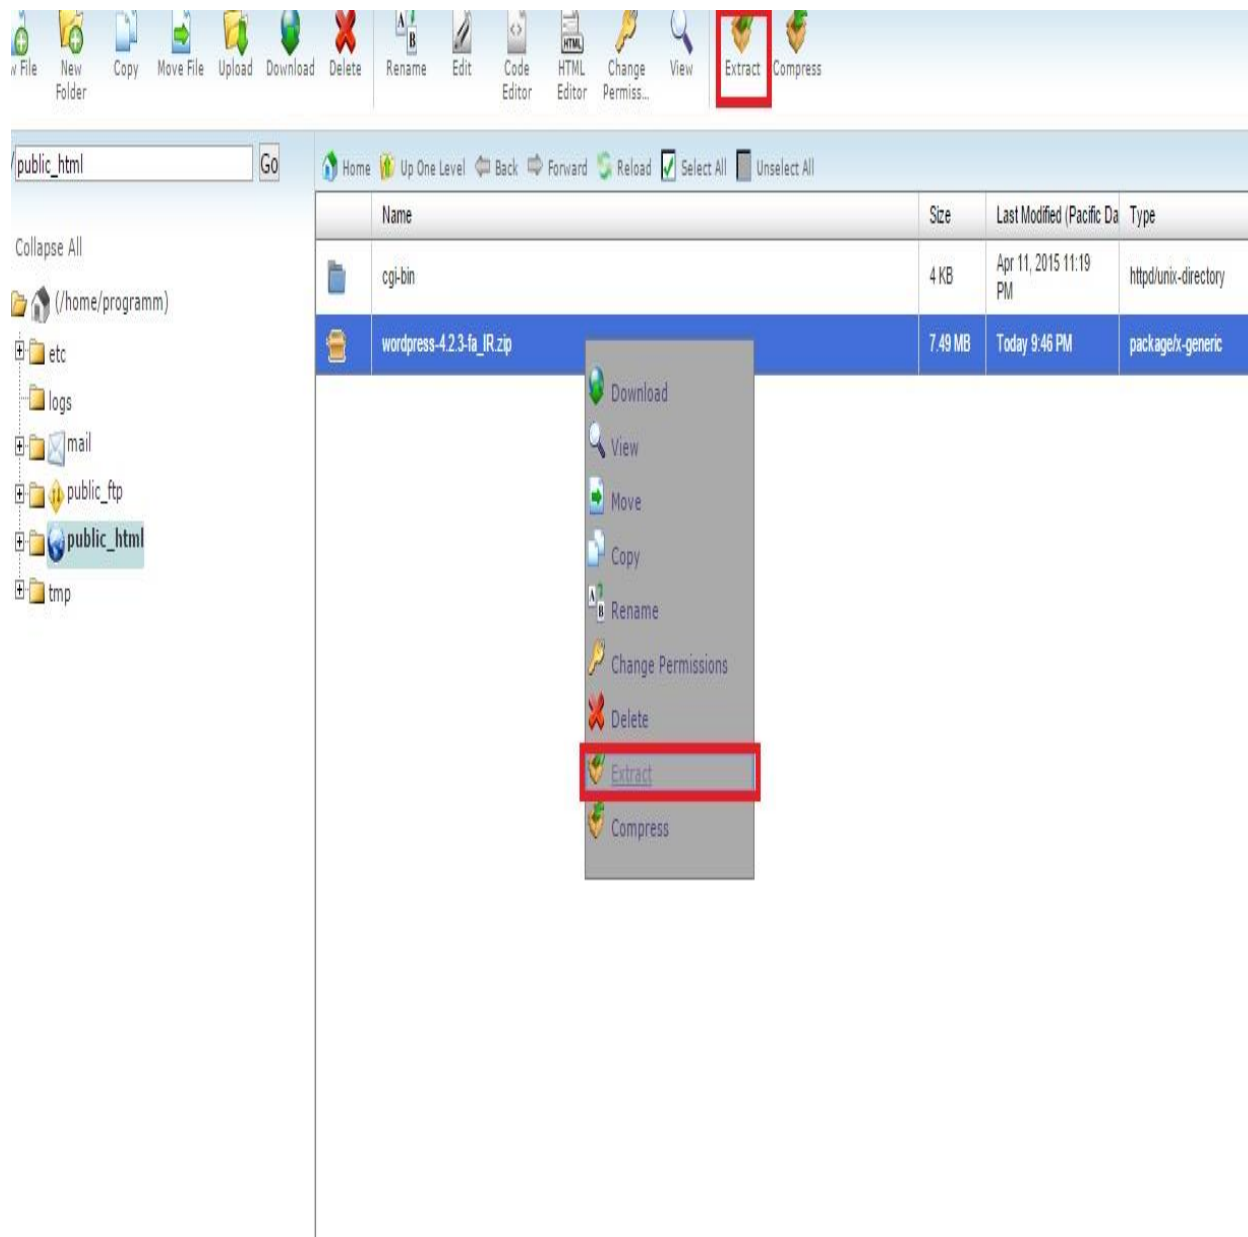 File
New Folder
Copy
Move File
Upload
Download
Delete
Rename
Edit
Code Editor
HTML Editor
Change Permiss...
View
Extract
Compress
/ public_html
Go
Home
Up One Level
Back
Forward
Reload
Select All
Unselect All
Name
Size
Last Modified (Pacific Da
Type
Collapse All
(/home/programm)
etc
logs
mail
public_ftp
public_html
tmp
cgi-bin
4 KB
Apr 11, 2015 11:19 PM
httpd/unix-directory
wordpress-4.2.3-fa_IR.zip
7.49 MB
Today 9:46 PM
package/x-generic
Download
View
Move
Copy
Rename
Change Permissions
Delete
Extract
Compress